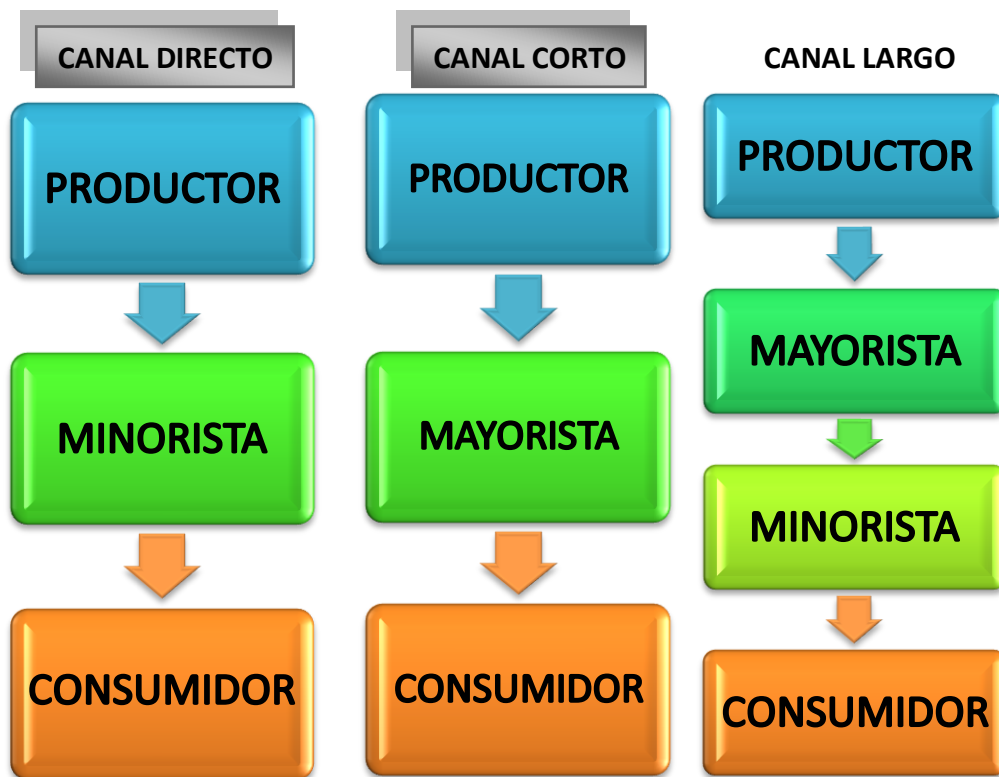 CANAL DIRECTO
PRODUCTOR
MINORISTA
CONSUMIDOR
CANAL CORTO
PRODUCTOR
MAYORISTA
CONSUMIDOR
CANAL LARGO
PRODUCTOR
MAYORISTA
MINORISTA
CONSUMIDOR